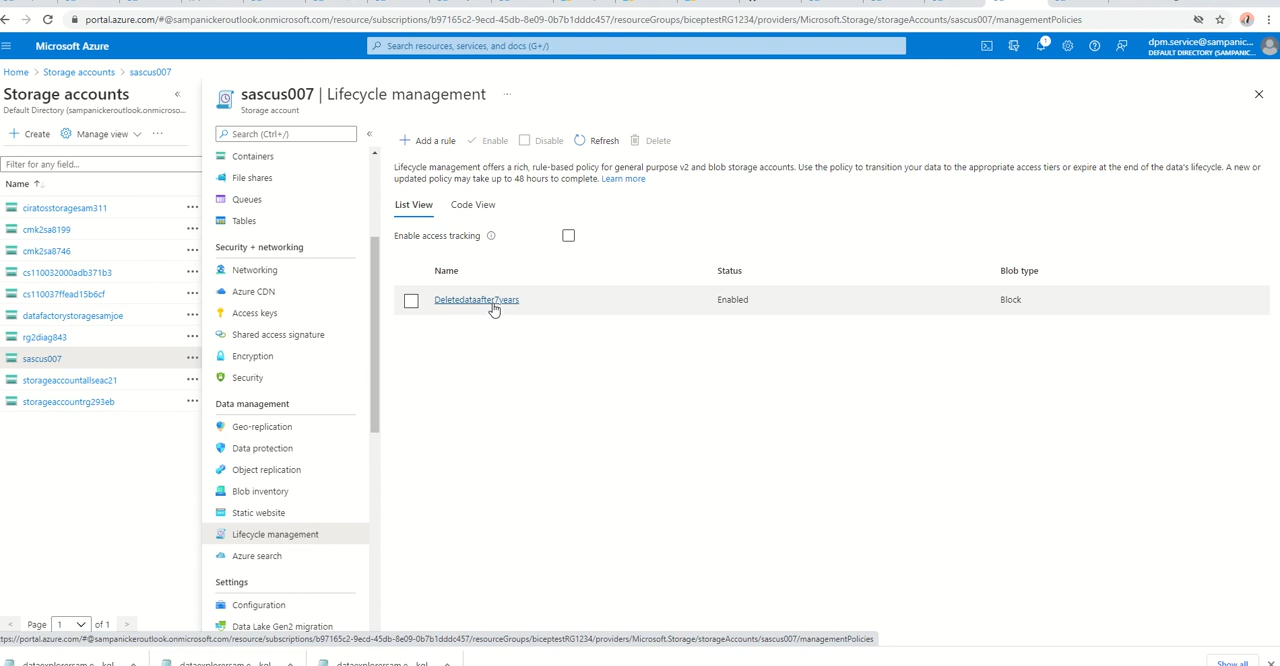 portal.azure.com/#@sampanickeroutlook.onmicrosoft.com/resource/subscriptions/b97165c2-9ecd-45db-8e09-0b7b1dddc457/resourceGroups/biceptestRG1234/providers/Microsoft.Storage/storageAccounts/sascus007/managementPolicies
Microsoft Azure
Search resources, services, and docs (G+/)
1
dpm.service@sampanic...
DEFAULT DIRECTORY (SAMPANIC...
Home > Storage accounts > sascus007
Storage accounts
«
Default Directory (sampanickeroutlook.onmicroso...
Create
Manage view
...
Filter for any field...
Name ↑↓
ciratosstoragesam311
cmk2sa8199
cmk2sa8746
cs110032000adb371b3
cs110037ffead15b6cf
datafactorystoragesamjoe
rg2diag843
sascus007
storageaccountallseac21
storageaccountrg293eb
< Page 1 of 1 >
sascus007 | Lifecycle management ...
Storage account
Search (Ctrl+/)
«
Containers
File shares
Queues
Tables
Security + networking
Networking
Azure CDN
Access keys
Shared access signature
Encryption
Security
Data management
Geo-replication
Data protection
Object replication
Blob inventory
Static website
Lifecycle management
Azure search
Settings
Configuration
Data Lake Gen2 migration
Add a rule
Enable
Disable
Refresh
Delete
Lifecycle management offers a rich, rule-based policy for general purpose v2 and blob storage accounts. Use the policy to transition your data to the appropriate access tiers or expire at the end of the data's lifecycle. A new or
updated policy may take up to 48 hours to complete. Learn more
List View
Code View
Enable access tracking
Name Status Blob type
Deletedataafter7years Enabled Block
ttps://portal.azure.com/#@sampanickeroutlook.onmicrosoft.com/resource/subscriptions/b97165c2-9ecd-45db-8e09-0b7b1dddc457/resourceGroups/biceptestRG1234/providers/Microsoft.Storage/storageAccounts/sascus007/managementPolicies
dataexplorersam.e....kql
dataexplorersam.e....kql
dataexplorersam.e....kql
Show all